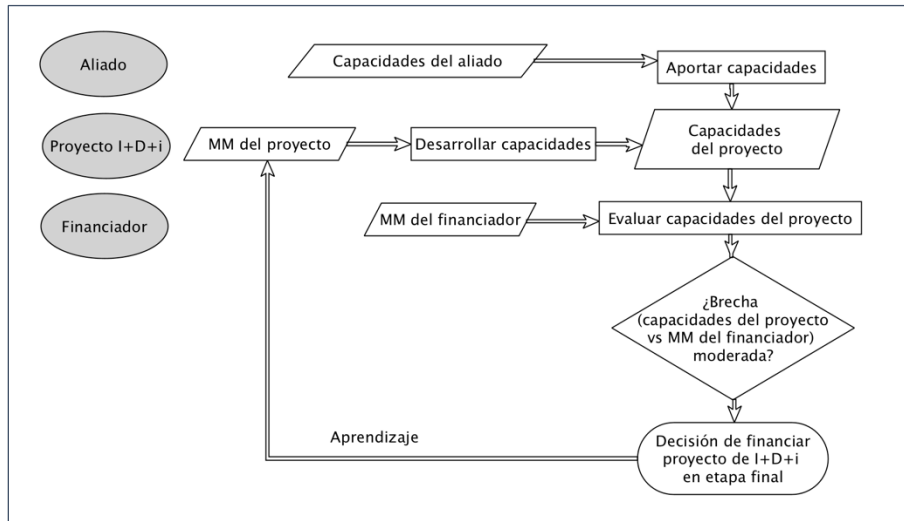 Aliado
Capacidades del aliado
Aportar capacidades
Proyecto I+D+i
MM del proyecto
Desarrollar capacidades
Capacidades
del proyecto
Financiador
MM del financiador
Evaluar capacidades del proyecto
¿Brecha
(capacidades del proyecto
vs MM del financiador)
moderada?
Aprendizaje
Decisión de financiar
proyecto de I+D+i
en etapa final